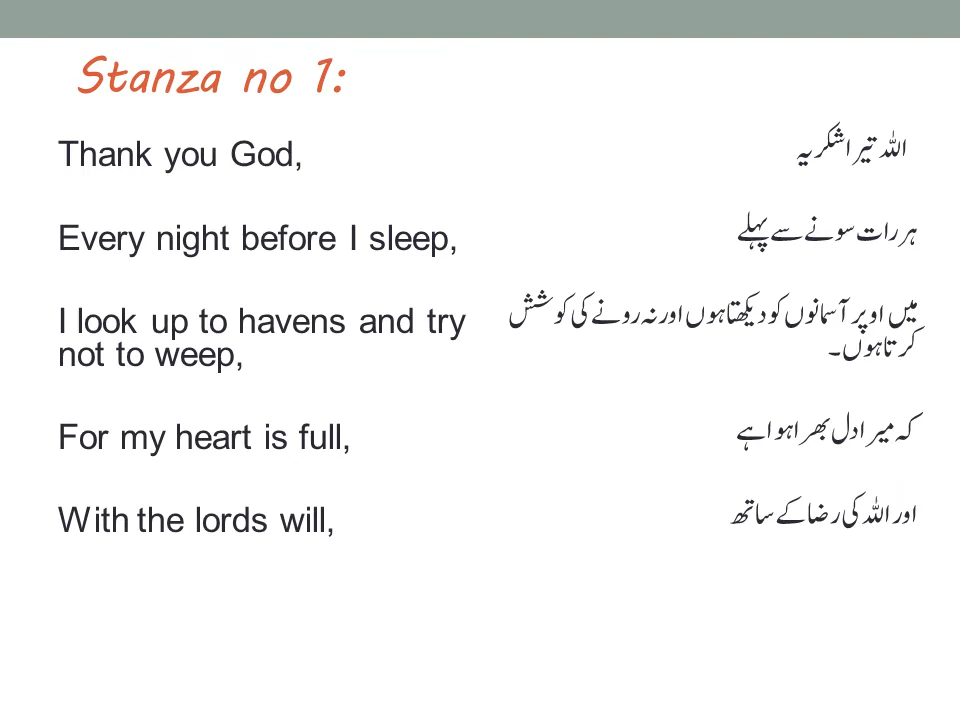 Stanza no 1:
Thank you God,
اللہ تیرا شکریہ
Every night before I sleep,
ہر رات سونے سے پہلے
I look up to havens and try
not to weep,
میں اوپر آسمانوں کو دیکھتا ہوں اور نہ رونے کی کوشش
کرتا ہوں۔
For my heart is full,
کہ میرا دل بھرا ہوا ہے
With the lords will,
اور اللہ کی رضا کے ساتھ